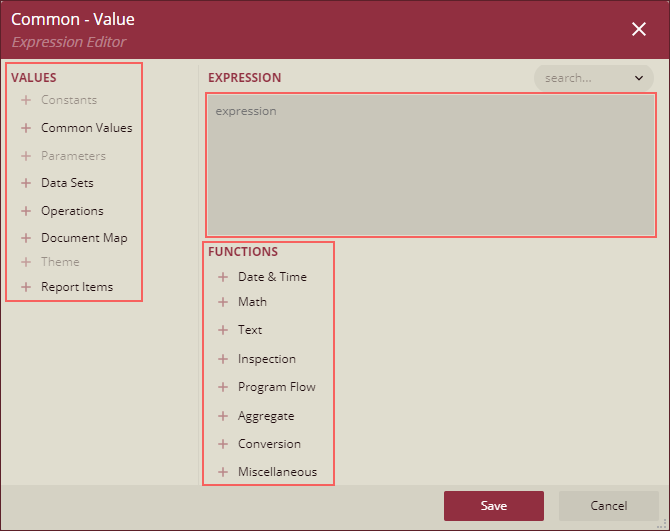 Common - Value
Expression Editor
VALUES
Constants
Common Values
Parameters
Data Sets
Operations
Document Map
Theme
Report Items
EXPRESSION
search...
expression
FUNCTIONS
Date & Time
Math
Text
Inspection
Program Flow
Aggregate
Conversion
Miscellaneous
Save
Cancel